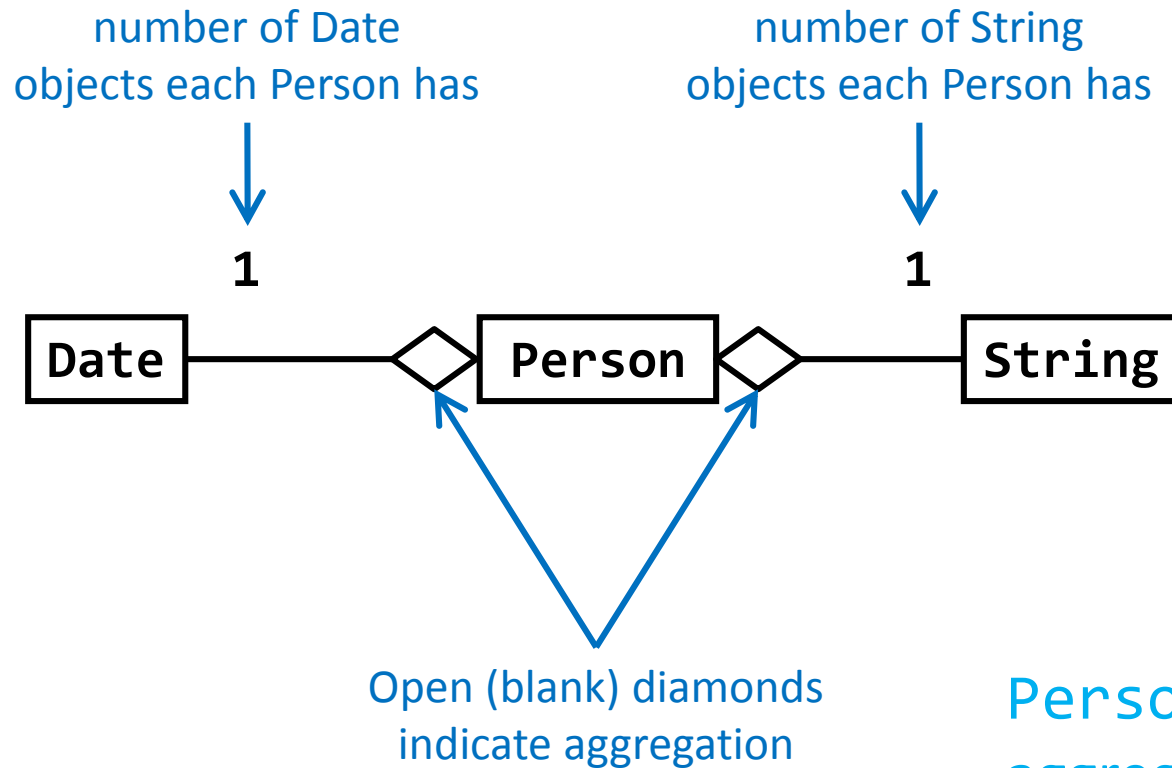 number of Date
objects each Person has
number of String
objects each Person has
1
1
Date
Person
String
Open (blank) diamonds
indicate aggregation